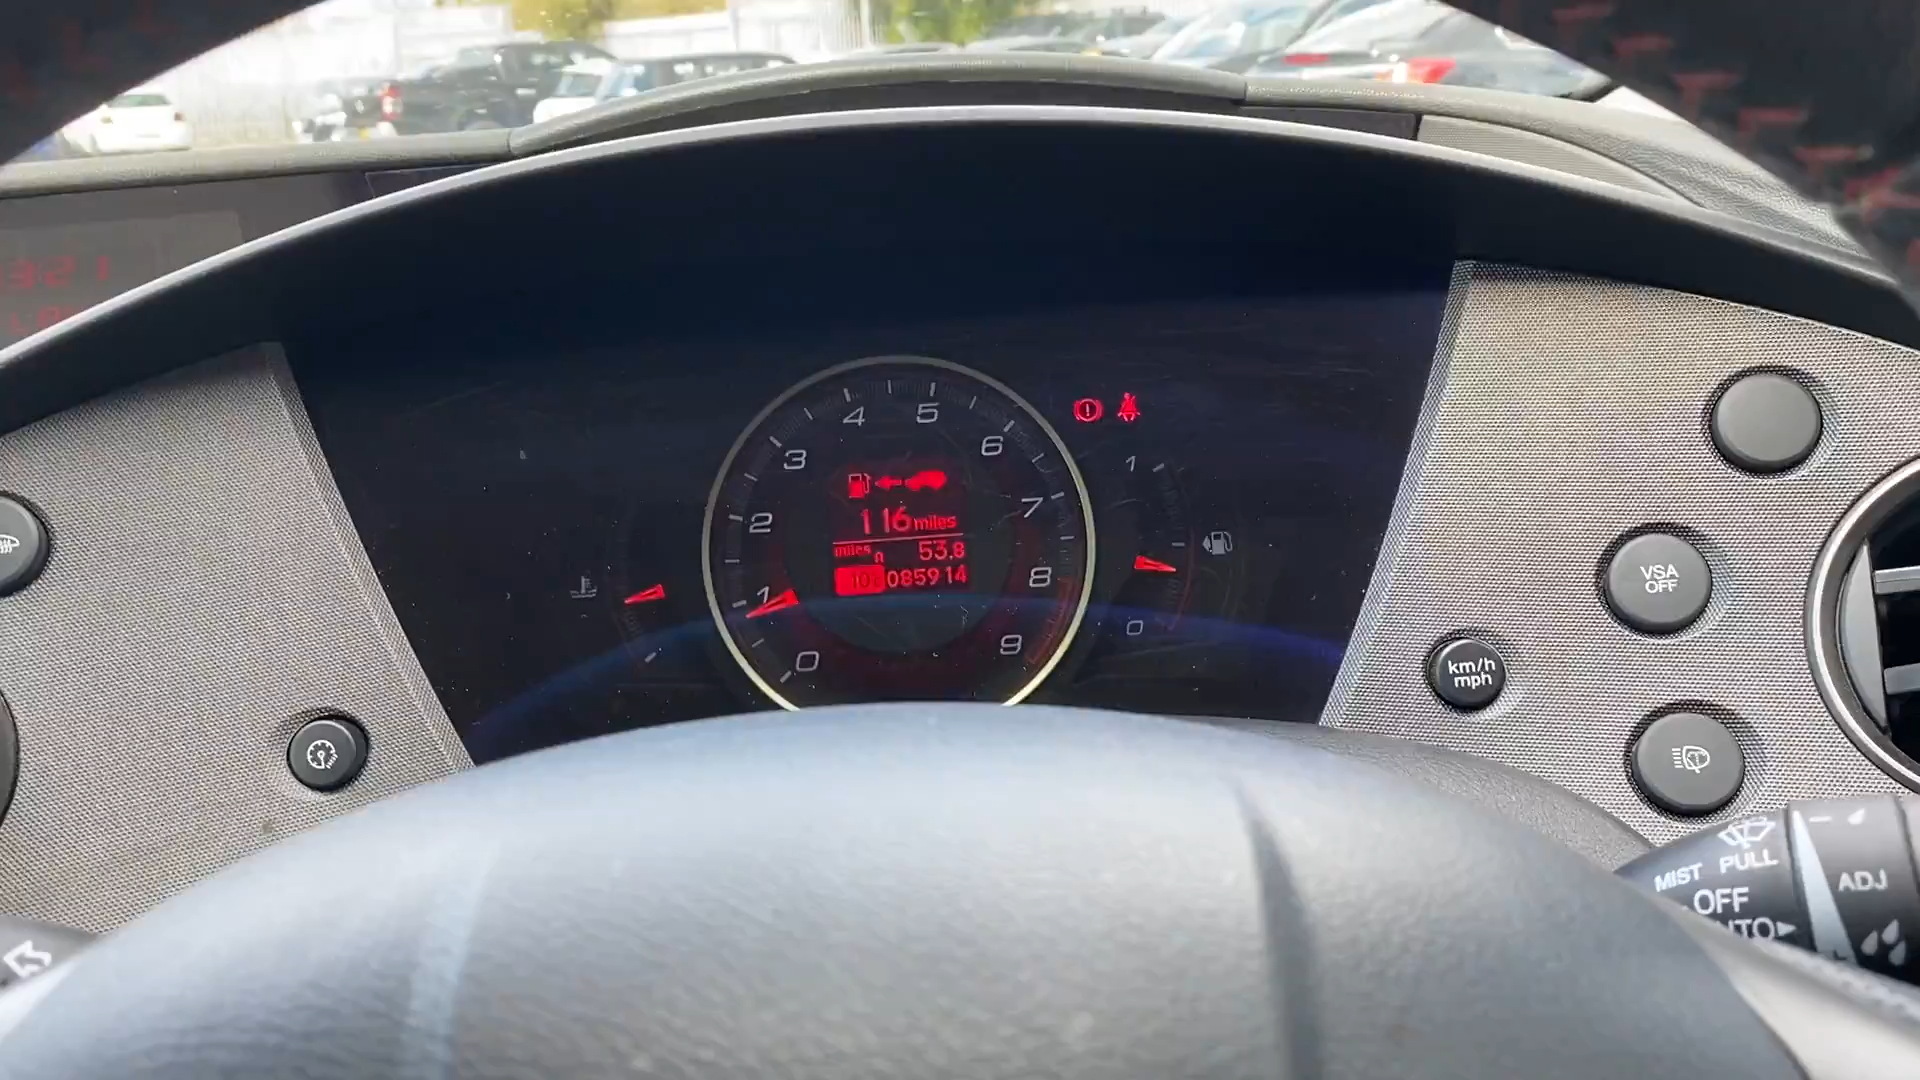 4 5
3 6
2 7
1 8
0 9
116 miles
miles A 53.8
085914
1
0
VSA
OFF
km/h
mph
MIST PULL
OFF
ADJ